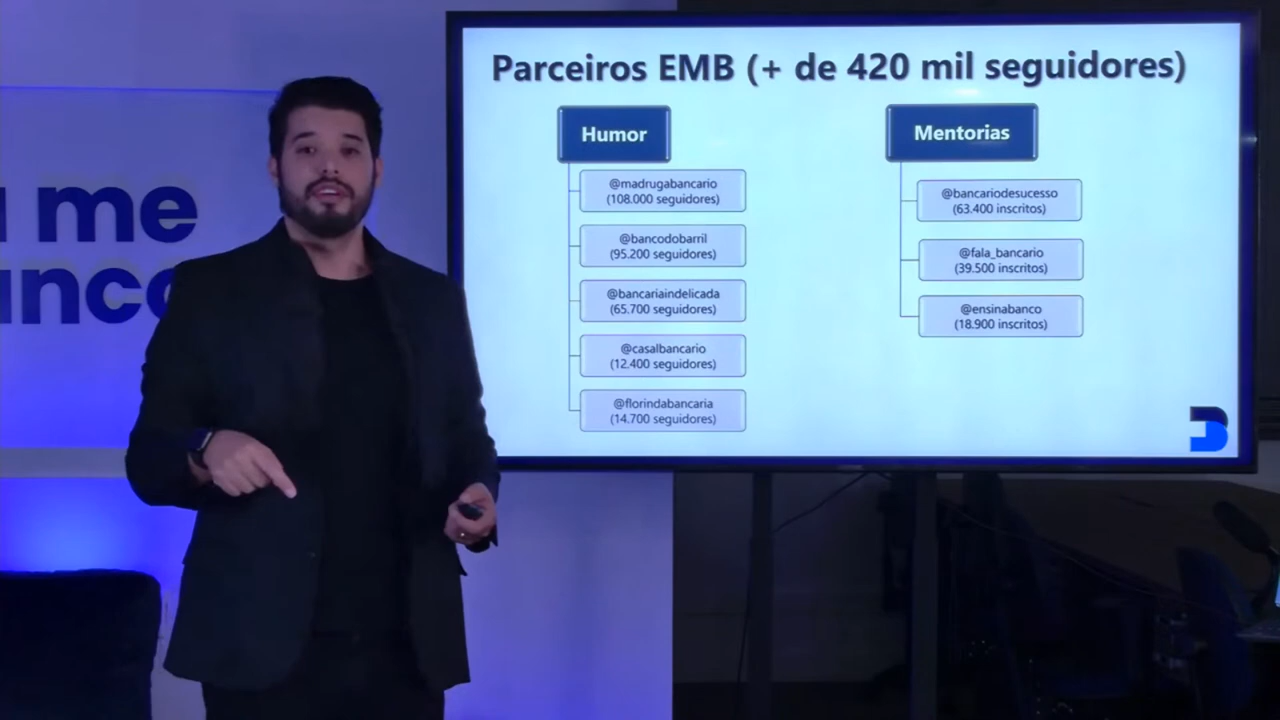 me
Parceiros EMB (+ de 420 mil seguidores)
Humor
@madrugabancario
(108.000 seguidores)
@bancodobarril
(95.200 seguidores)
@bancariaindelicada
(65.700 seguidores)
@casalbancario
(12.400 seguidores)
@florindabancaria
(14.700 seguidores)
Mentorias
@bancariodesucesso
(63.400 inscritos)
@fala_bancario
(39.500 inscritos)
@ensinabanco
(18.900 inscritos)